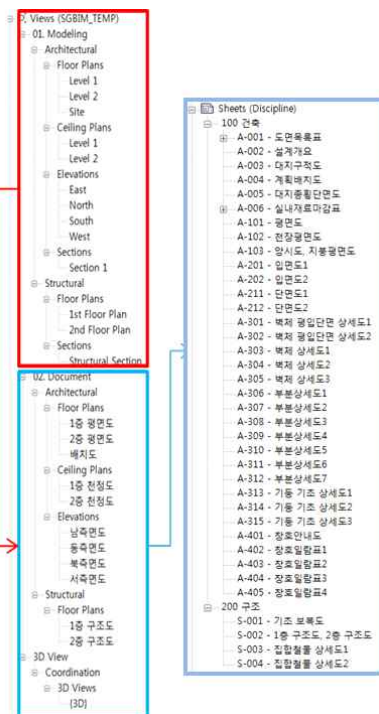 Views (SGBIM_TEMP)
01. Modeling
Architectural
Floor Plans
Level 1
Level 2
Site
Ceiling Plans
Level 1
Level 2
Elevations
East
North
South
West
Sections
Section 1
Structural
Floor Plans
1st Floor Plan
2nd Floor Plan
Sections
Structural Section
02. Document
Architectural
Floor Plans
1층 평면도
2층 평면도
배치도
Ceiling Plans
1층 천정도
2층 천정도
Elevations
남측면도
동측면도
북측면도
서측면도
Structural
Floor Plans
1층 구조도
2층 구조도
3D View
Coordination
3D Views
{3D}
Sheets (Discipline)
100 건축
A-001 - 도면목록표
A-002 - 설계개요
A-003 - 대지구적도
A-004 - 계획배치도
A-005 - 대지종횡단면도
A-006 - 실내재료마감표
A-101 - 평면도
A-102 - 천장평면도
A-103 - 앙시도, 지붕평면도
A-201 - 입면도1
A-202 - 입면도2
A-211 - 단면도1
A-212 - 단면도2
A-301 - 벽체 평입단면 상세도1
A-302 - 벽체 평입단면 상세도2
A-303 - 벽체 상세도1
A-304 - 벽체 상세도2
A-305 - 벽체 상세도3
A-306 - 부분상세도1
A-307 - 부분상세도2
A-308 - 부분상세도3
A-309 - 부분상세도4
A-310 - 부분상세도5
A-311 - 부분상세도6
A-312 - 부분상세도7
A-313 - 기둥 기초 상세도1
A-314 - 기둥 기초 상세도2
A-315 - 기둥 기초 상세도3
A-401 - 창호안내도
A-402 - 창호일람표1
A-403 - 창호일람표2
A-404 - 창호일람표3
A-405 - 창호일람표4
200 구조
S-001 - 기초 보복도
S-002 - 1층 구조도, 2층 구조도
S-003 - 접합철물 상세도1
S-004 - 접합철물 상세도2